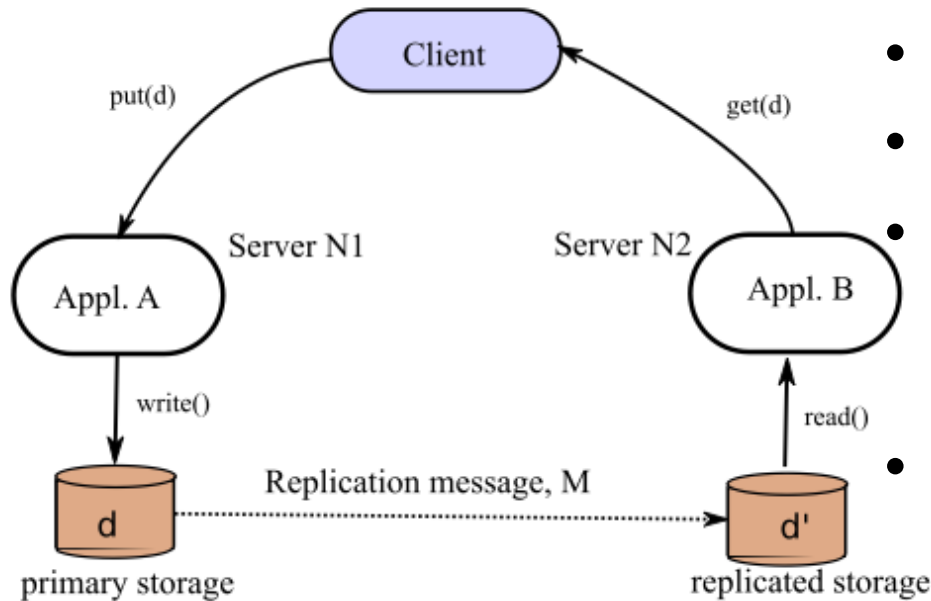 Client
put(d)
get(d)
Server N1
Server N2
Appl. A
Appl. B
write()
read()
Replication message, M
d
d'
primary storage
replicated storage